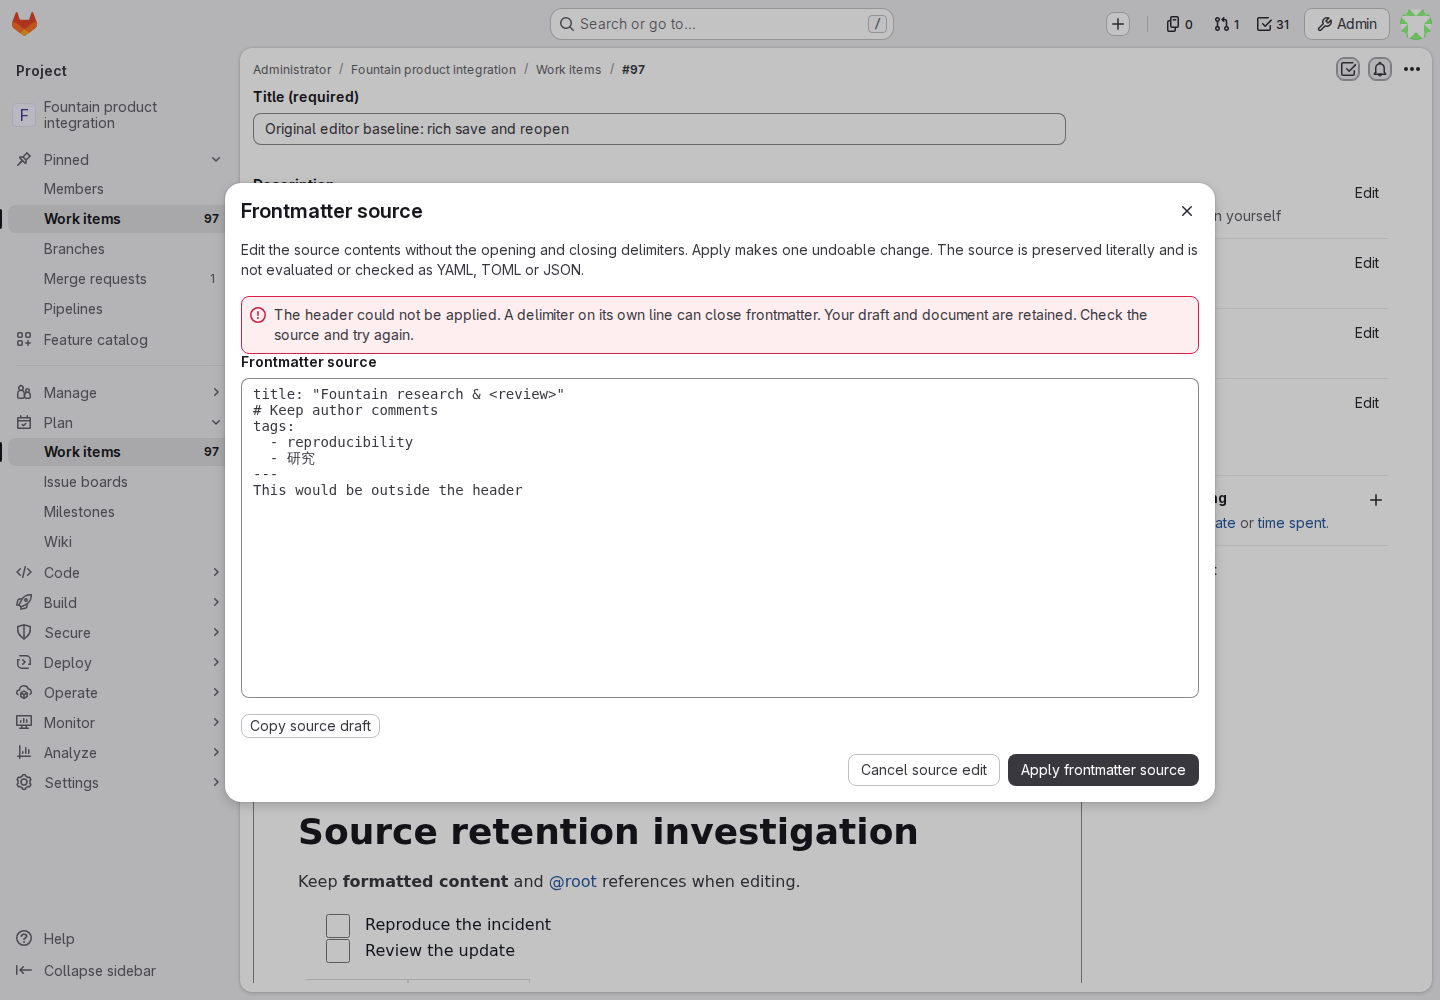 Search or go to...
/
0
1
31
Admin
Project
F
Fountain product integration
Pinned
Members
Work items
97
Branches
Merge requests
1
Pipelines
Feature catalog
Manage
Plan
Work items
97
Issue boards
Milestones
Wiki
Code
Build
Secure
Deploy
Operate
Monitor
Analyze
Settings
Help
Collapse sidebar
Administrator / Fountain product integration / Work items / #97
Title (required)
Original editor baseline: rich save and reopen
Edit
yourself
Edit
Edit
Edit
or time spent.
Frontmatter source
Edit the source contents without the opening and closing delimiters. Apply makes one undoable change. The source is preserved literally and is
not evaluated or checked as YAML, TOML or JSON.
The header could not be applied. A delimiter on its own line can close frontmatter. Your draft and document are retained. Check the
source and try again.
Frontmatter source
title: "Fountain research & <review>"
# Keep author comments
tags:
  - reproducibility
  - 研究
---
This would be outside the header
Copy source draft
Cancel source edit
Apply frontmatter source
Source retention investigation
Keep formatted content and @root references when editing.
Reproduce the incident
Review the update